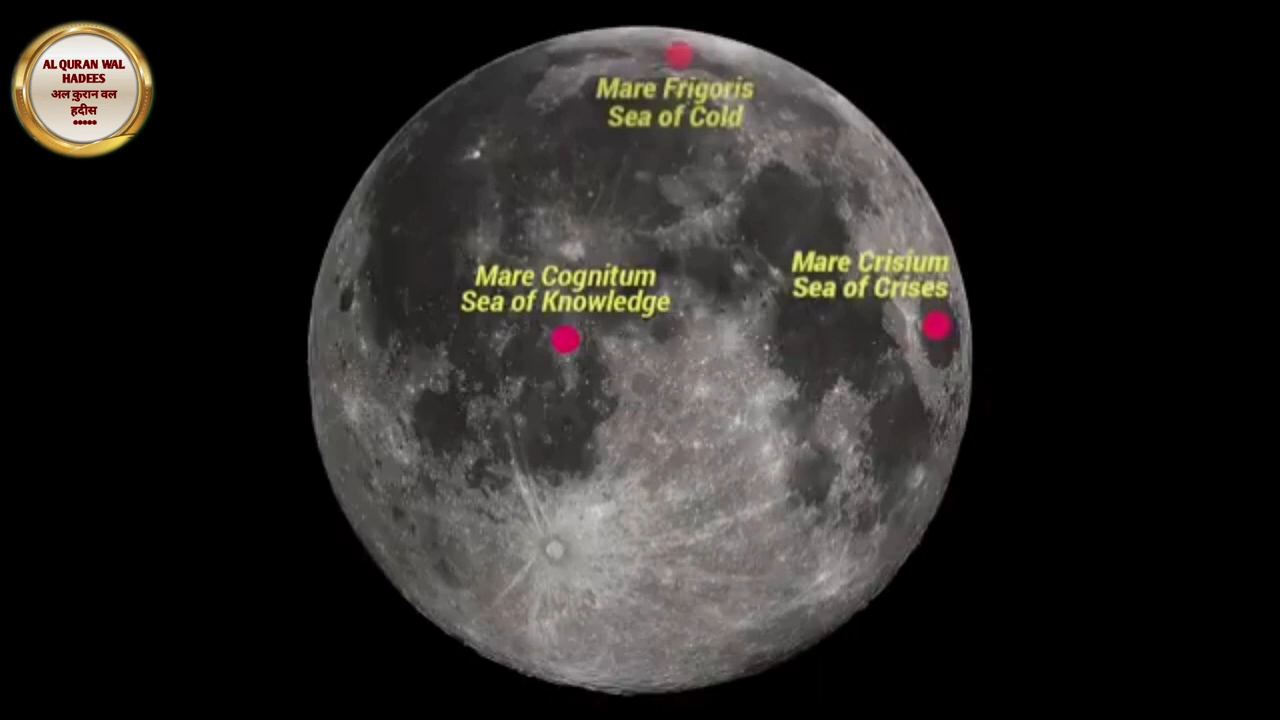 AL QURAN WAL
HADEES
अल क़ुरान वल
हदीस
Mare Frigoris
Sea of Cold
Mare Cognitum
Sea of Knowledge
Mare Crisium
Sea of Crises